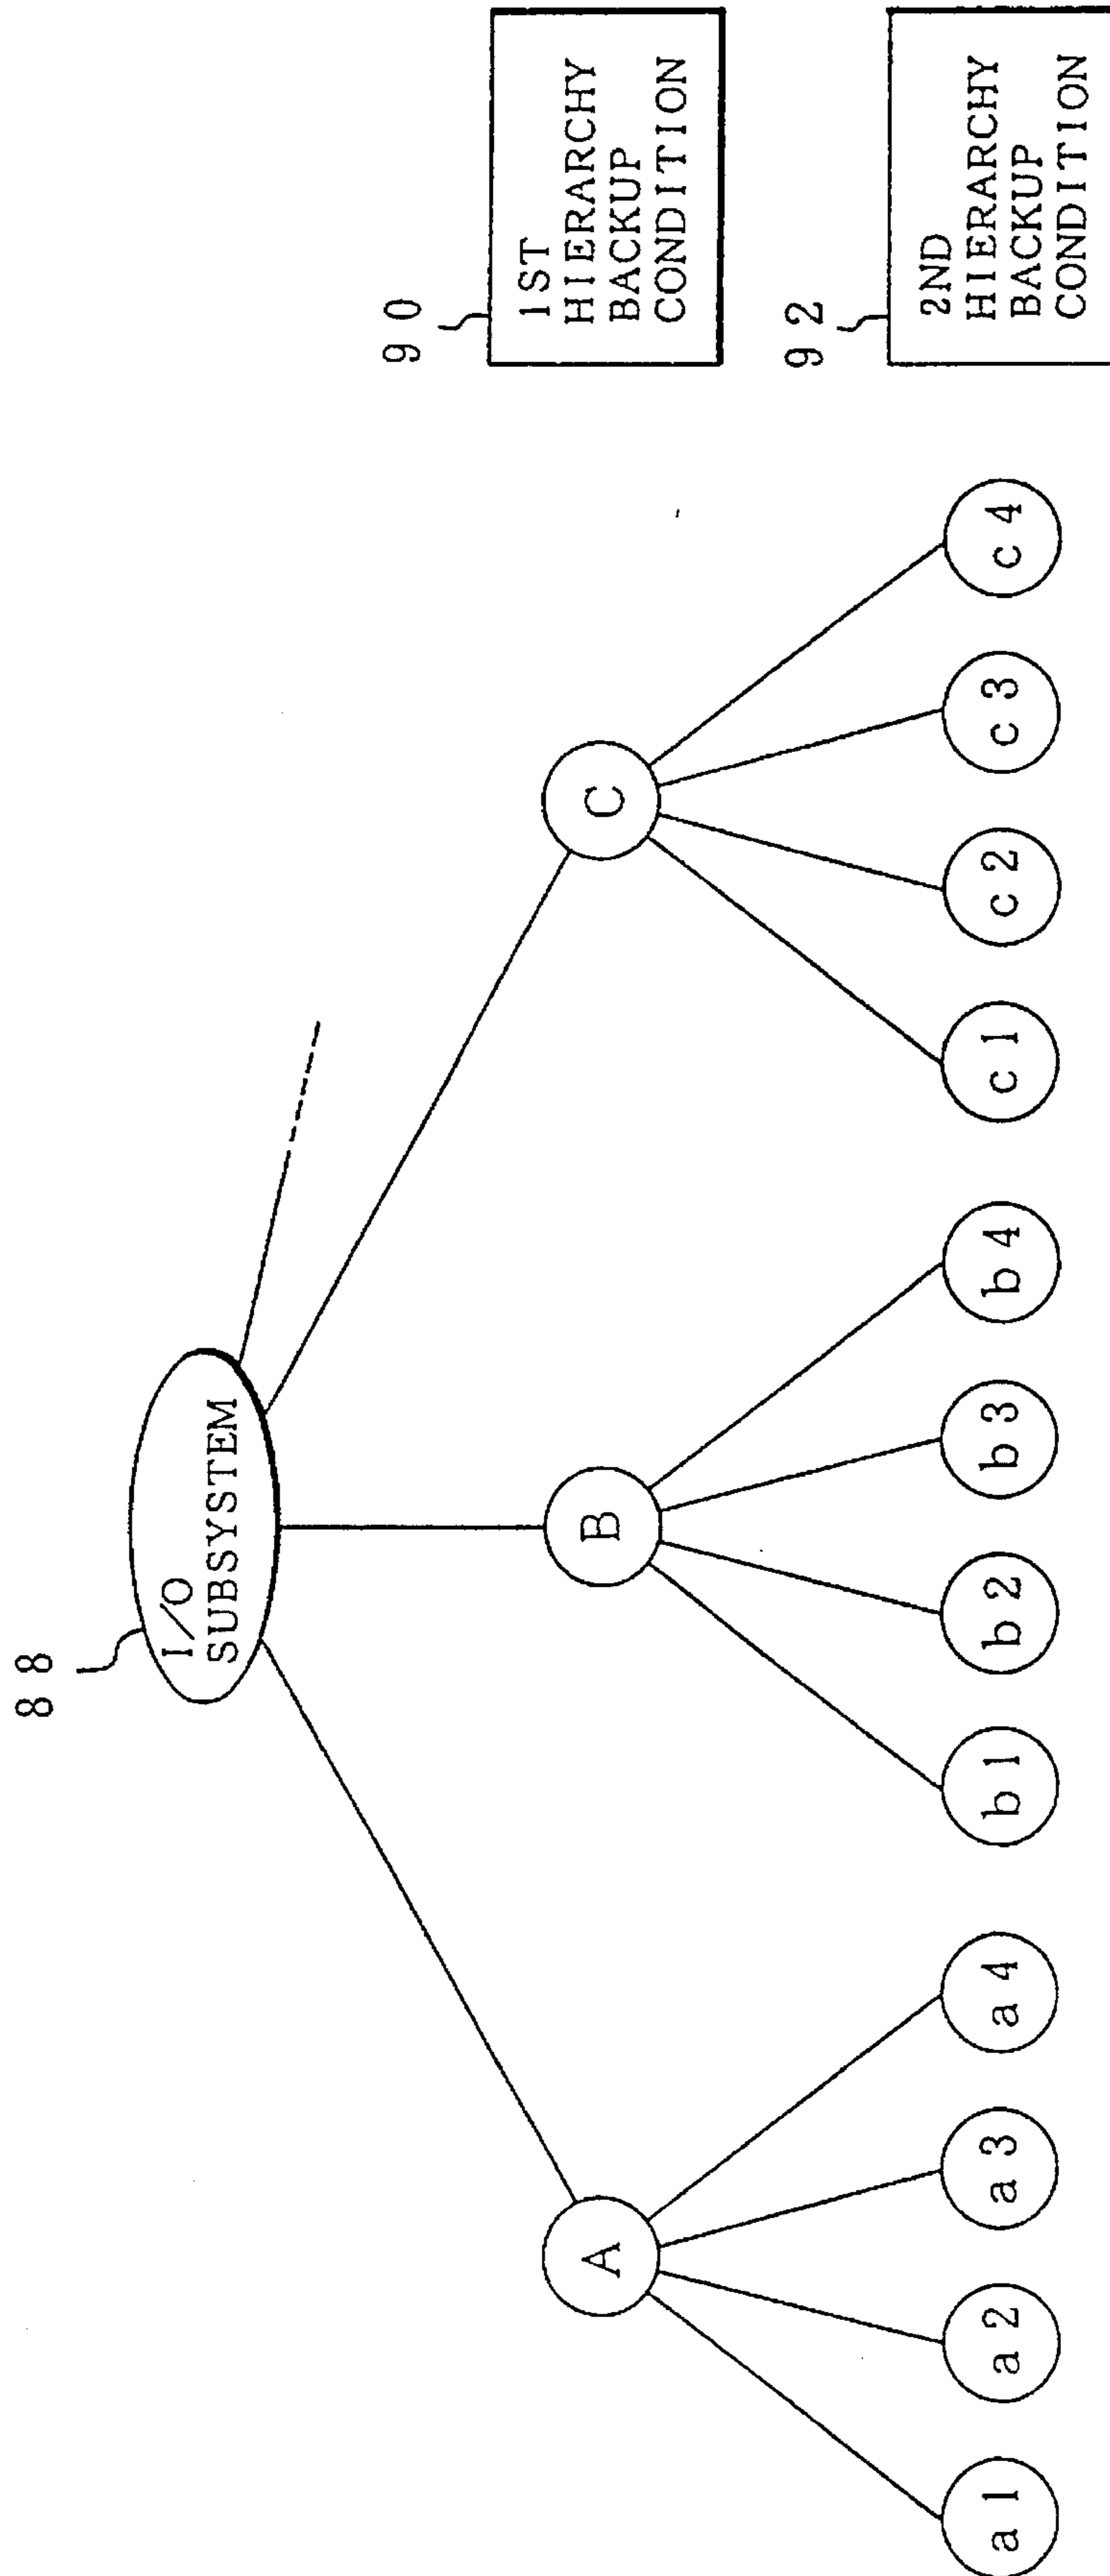 88
I/O
SUBSYSTEM
90
1ST
HIERARCHY
BACKUP
CONDITION
A
B
C
92
2ND
HIERARCHY
BACKUP
CONDITION
a1
a2
a3
a4
b1
b2
b3
b4
c1
c2
c3
c4